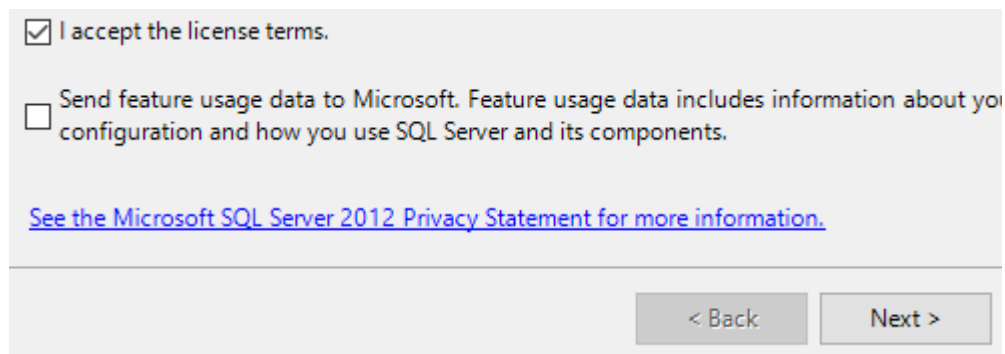 I accept the license terms.
Send feature usage data to Microsoft. Feature usage data includes information about
configuration and how you use SQL Server and its components.
See the Microsoft SQL Server 2012 Privacy Statement for more information.
< Back
Next >